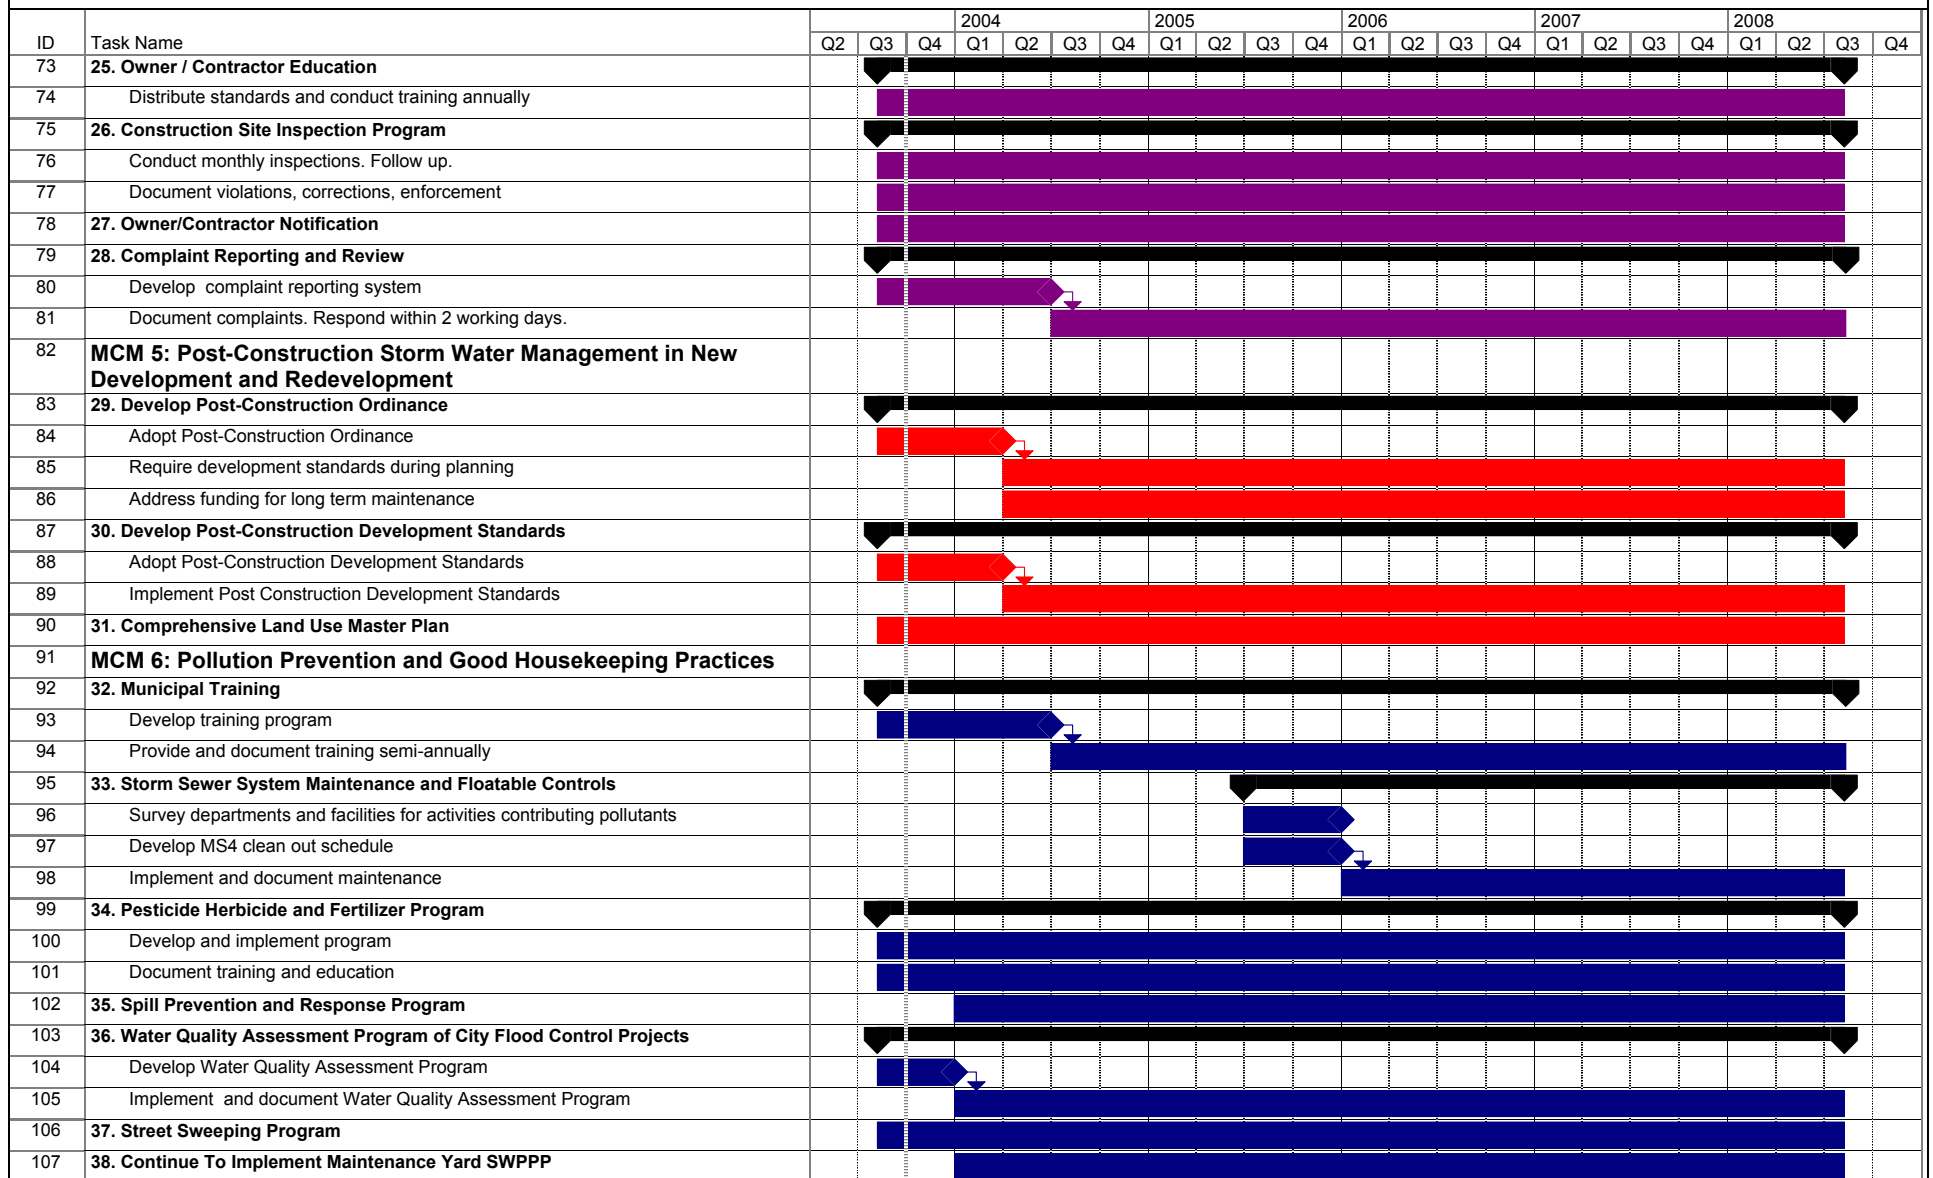 2004 2005 2006 2007 2008
ID Task Name Q2 Q3 Q4 Q1 Q2 Q3 Q4 Q1 Q2 Q3 Q4 Q1 Q2 Q3 Q4 Q1 Q2 Q3 Q4 Q1 Q2 Q3 Q4
73 25. Owner / Contractor Education
74 Distribute standards and conduct training annually
75 26. Construction Site Inspection Program
76 Conduct monthly inspections. Follow up.
77 Document violations, corrections, enforcement
78 27. Owner/Contractor Notification
79 28. Complaint Reporting and Review
80 Develop complaint reporting system
81 Document complaints. Respond within 2 working days.
82 MCM 5: Post-Construction Storm Water Management in New
Development and Redevelopment
83 29. Develop Post-Construction Ordinance
84 Adopt Post-Construction Ordinance
85 Require development standards during planning
86 Address funding for long term maintenance
87 30. Develop Post-Construction Development Standards
88 Adopt Post-Construction Development Standards
89 Implement Post Construction Development Standards
90 31. Comprehensive Land Use Master Plan
91 MCM 6: Pollution Prevention and Good Housekeeping Practices
92 32. Municipal Training
93 Develop training program
94 Provide and document training semi-annually
95 33. Storm Sewer System Maintenance and Floatable Controls
96 Survey departments and facilities for activities contributing pollutants
97 Develop MS4 clean out schedule
98 Implement and document maintenance
99 34. Pesticide Herbicide and Fertilizer Program
100 Develop and implement program
101 Document training and education
102 35. Spill Prevention and Response Program
103 36. Water Quality Assessment Program of City Flood Control Projects
104 Develop Water Quality Assessment Program
105 Implement and document Water Quality Assessment Program
106 37. Street Sweeping Program
107 38. Continue To Implement Maintenance Yard SWPPP